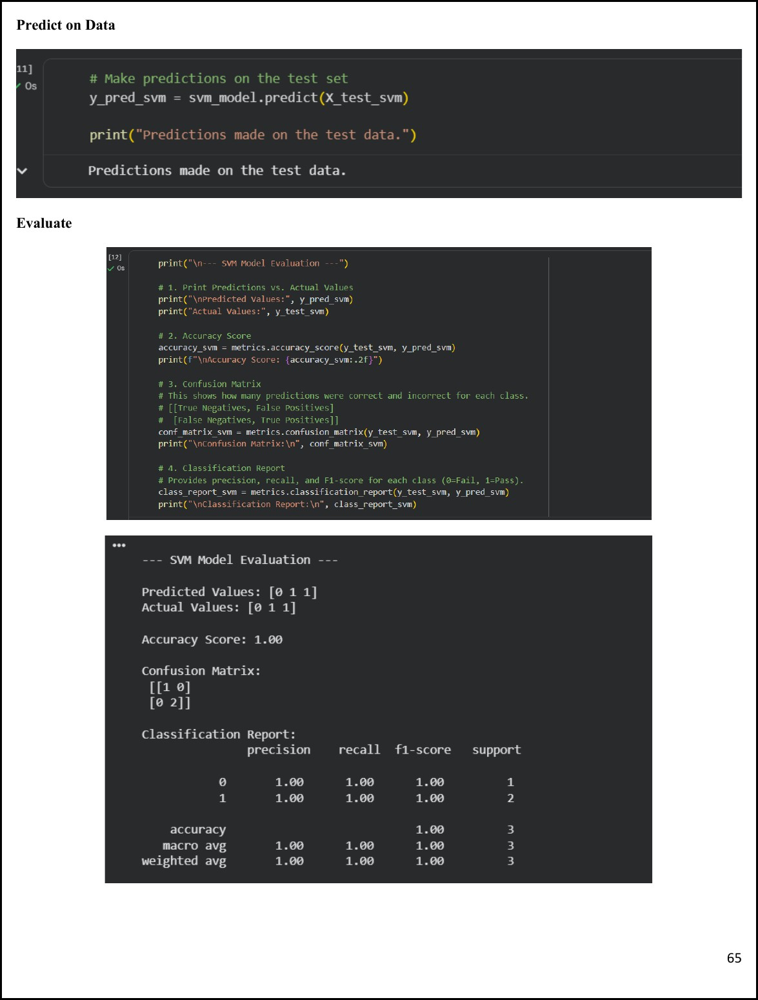 Predict on Data
11]
0s
# Make predictions on the test set
y_pred_svm = svm_model.predict(X_test_svm)
print("Predictions made on the test data.")
Predictions made on the test data.
Evaluate
[12]
0s
print("\n--- SVM Model Evaluation ---")
# 1. Print Predictions vs. Actual Values
print("\nPredicted Values:", y_pred_svm)
print("Actual Values:", y_test_svm)
# 2. Accuracy Score
accuracy_svm = metrics.accuracy_score(y_test_svm, y_pred_svm)
print(f"\nAccuracy Score: {accuracy_svm:.2f}")
# 3. Confusion Matrix
# This shows how many predictions were correct and incorrect for each class.
# [[True Negatives, False Positives]
#  [False Negatives, True Positives]]
conf_matrix_svm = metrics.confusion_matrix(y_test_svm, y_pred_svm)
print("\nConfusion Matrix:\n", conf_matrix_svm)
# 4. Classification Report
# Provides precision, recall, and F1-score for each class (0=Fail, 1=Pass).
class_report_svm = metrics.classification_report(y_test_svm, y_pred_svm)
print("\nClassification Report:\n", class_report_svm)
--- SVM Model Evaluation ---
Predicted Values: [0 1 1]
Actual Values: [0 1 1]
Accuracy Score: 1.00
Confusion Matrix:
[[1 0]
[0 2]]
Classification Report:
precision recall f1-score support
0 1.00 1.00 1.00 1
1 1.00 1.00 1.00 2
accuracy 1.00 3
macro avg 1.00 1.00 1.00 3
weighted avg 1.00 1.00 1.00 3
65